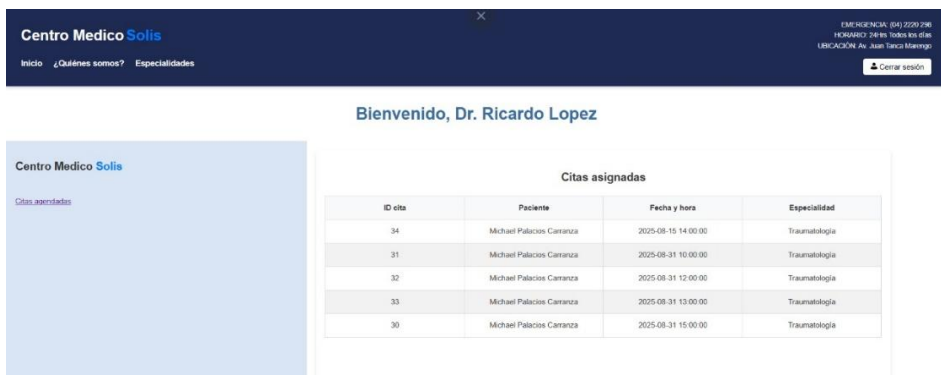 Centro Medico Solis
EMERGENCIA: (04) 2220 296
HORARIO: 24Hrs Todos los días
UBICACIÓN: Av. Juan Tanca Marengo
Inicio ¿Quiénes somos? Especialidades
Cerrar sesión
Bienvenido, Dr. Ricardo Lopez
Centro Medico Solis
Citas agendadas
Citas asignadas
ID cita Paciente Fecha y hora Especialidad
34 Michael Palacios Carranza 2025-08-15 14:00:00 Traumatología
31 Michael Palacios Carranza 2025-08-31 10:00:00 Traumatología
32 Michael Palacios Carranza 2025-08-31 12:00:00 Traumatología
33 Michael Palacios Carranza 2025-08-31 13:00:00 Traumatología
30 Michael Palacios Carranza 2025-08-31 15:00:00 Traumatología